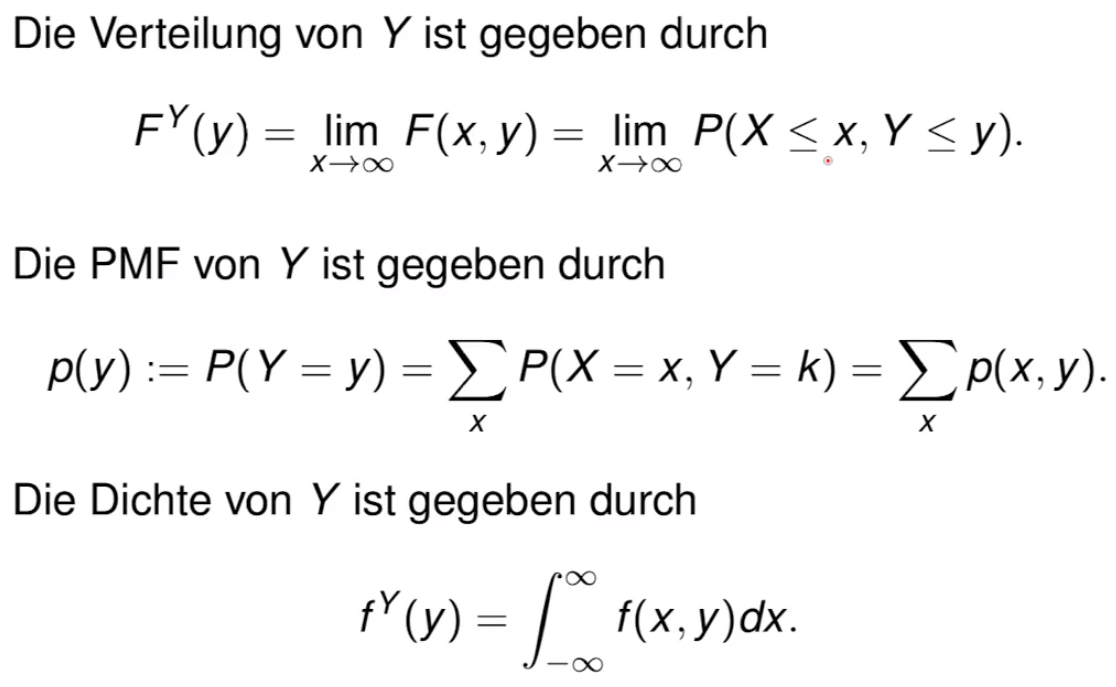 Die Verteilung von Y ist gegeben durch
F^Y(y) = lim_{x→∞} F(x, y) = lim_{x→∞} P(X ≤ x, Y ≤ y).
Die PMF von Y ist gegeben durch
p(y) := P(Y = y) = ∑_x P(X = x, Y = k) = ∑_x p(x, y).
Die Dichte von Y ist gegeben durch
f^Y(y) = ∫_{-∞}^{∞} f(x, y)dx.